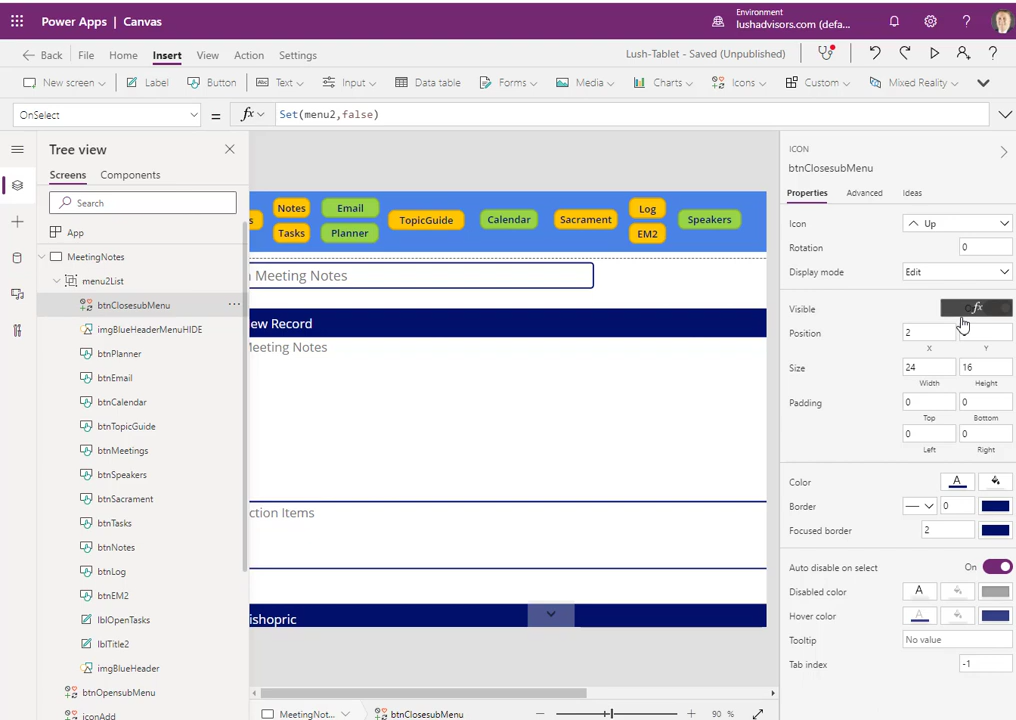 Power Apps | Canvas
Environment
lushadvisors.com (defa...
Back File Home Insert View Action Settings
Lush-Tablet - Saved (Unpublished)
New screen Label Button Text Input Data table Forms Media Charts Icons Custom Mixed Reality
OnSelect = fx Set(menu2,false)
Tree view
Screens Components
Search
App
MeetingNotes
menu2List
btnClosesubMenu ...
imgBlueHeaderMenuHIDE
btnPlanner
btnEmail
btnCalendar
btnTopicGuide
btnMeetings
btnSpeakers
btnSacrament
btnTasks
btnNotes
btnLog
btnEM2
lblOpenTasks
lblTitle2
imgBlueHeader
btnOpensubMenu
iconAdd
s Notes Email TopicGuide Calendar Sacrament Log Speakers
Tasks Planner EM2
Meeting Notes
ew Record
Meeting Notes
ction Items
ishopric
MeetingNot... btnClosesubMenu 90 %
ICON
btnClosesubMenu
Properties Advanced Ideas
Icon Up
Rotation 0
Display mode Edit
Visible fx
Position 2
X Y
Size 24 16
Width Height
Padding 0 0
Top Bottom
0 0
Left Right
Color A
Border 0
Focused border 2
Auto disable on select On
Disabled color A
Hover color A
Tooltip No value
Tab index -1